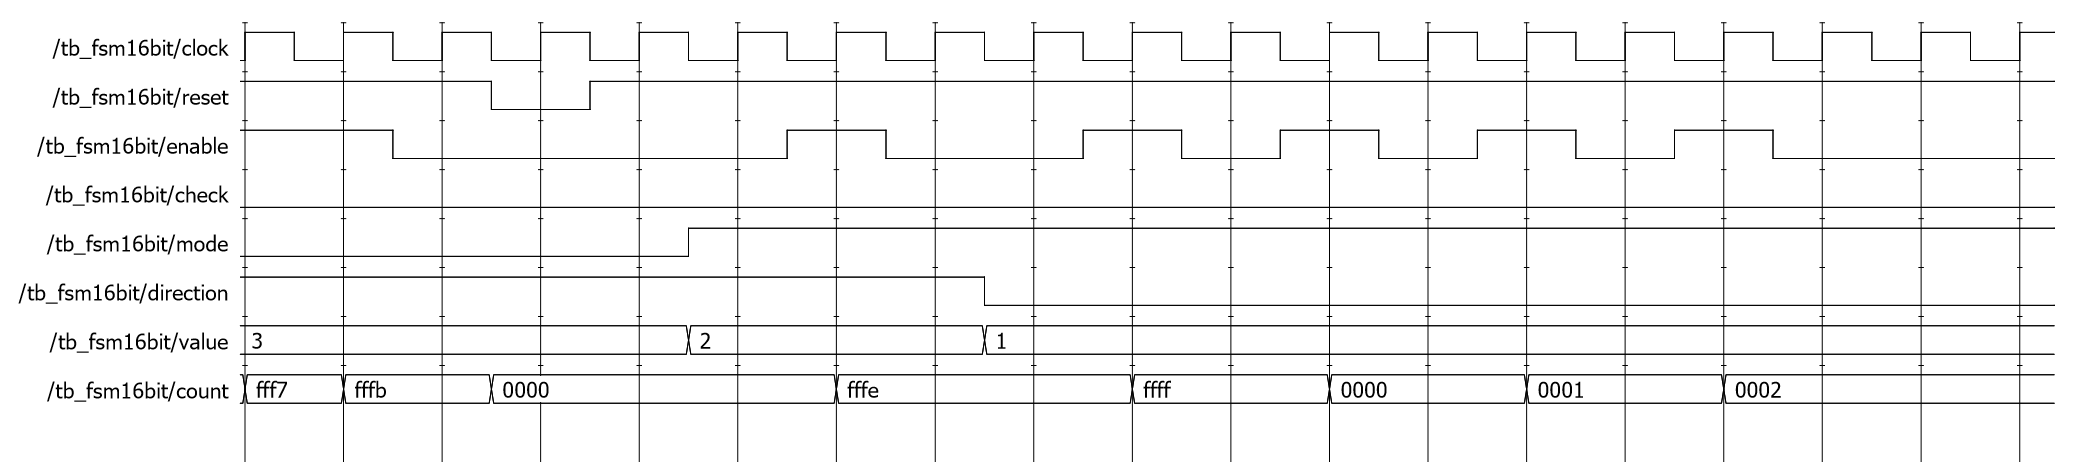 /tb_fsm16bit/clock
/tb_fsm16bit/reset
/tb_fsm16bit/enable
/tb_fsm16bit/check
/tb_fsm16bit/mode
/tb_fsm16bit/direction
/tb_fsm16bit/value 3 2 1
/tb_fsm16bit/count fff7 fffb 0000 fffe ffff 0000 0001 0002